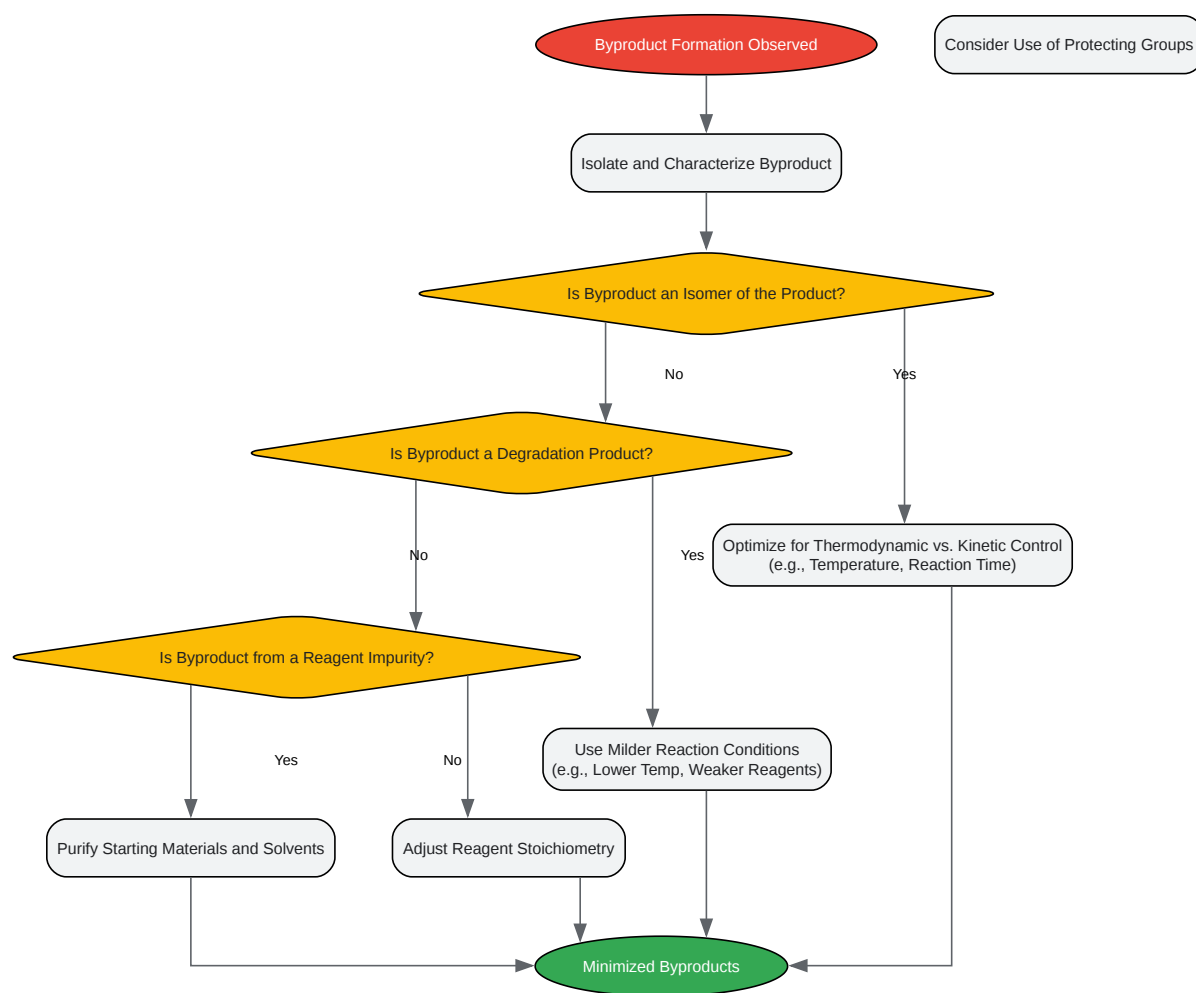 Byproduct Formation Observed
Consider Use of Protecting Groups
Isolate and Characterize Byproduct
Is Byproduct an Isomer of the Product?
No
Yes
Is Byproduct a Degradation Product?
No
Yes
Optimize for Thermodynamic vs. Kinetic Control
(e.g., Temperature, Reaction Time)
Is Byproduct from a Reagent Impurity?
Yes
No
Use Milder Reaction Conditions
(e.g., Lower Temp, Weaker Reagents)
Purify Starting Materials and Solvents
Adjust Reagent Stoichiometry
Minimized Byproducts